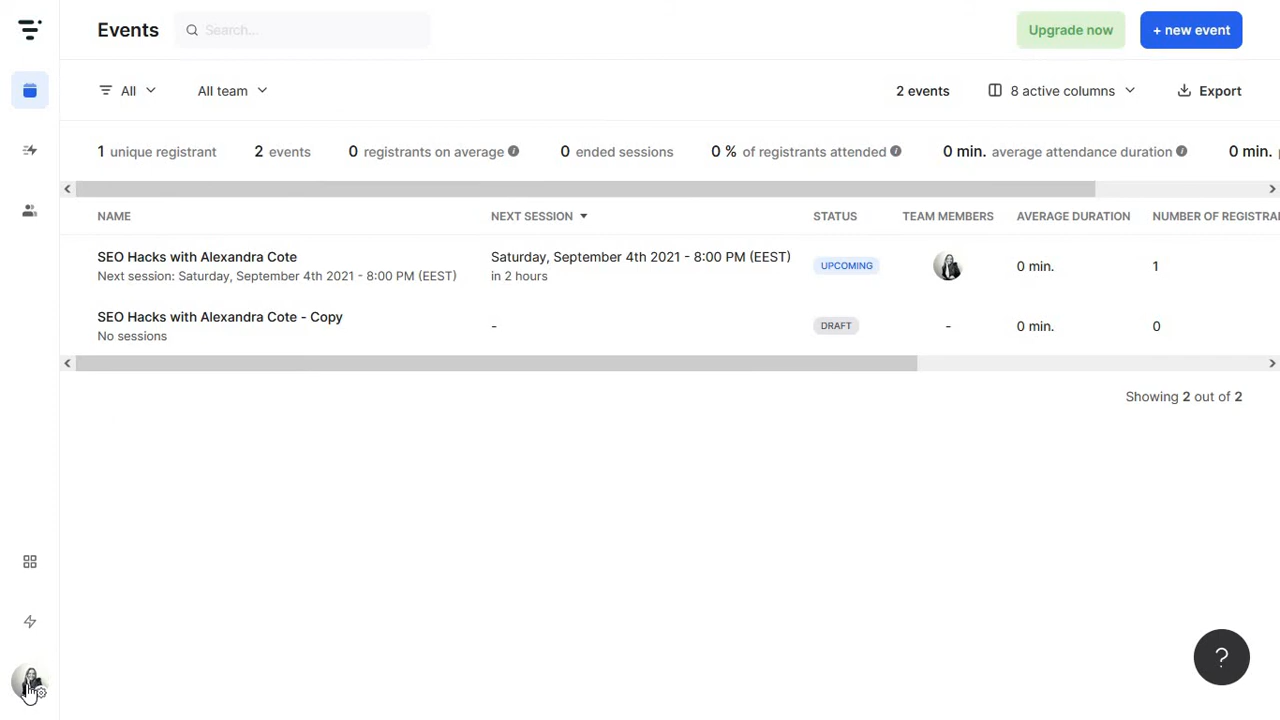 Events
Search...
Upgrade now
+ new event
All
All team
2 events
8 active columns
Export
1 unique registrant
2 events
0 registrants on average
0 ended sessions
0 % of registrants attended
0 min. average attendance duration
0 min.
NAME
NEXT SESSION
STATUS
TEAM MEMBERS
AVERAGE DURATION
NUMBER OF REGISTRA
SEO Hacks with Alexandra Cote
Next session: Saturday, September 4th 2021 - 8:00 PM (EEST)
Saturday, September 4th 2021 - 8:00 PM (EEST)
in 2 hours
UPCOMING
0 min.
1
SEO Hacks with Alexandra Cote - Copy
No sessions
-
DRAFT
-
0 min.
0
Showing 2 out of 2
?